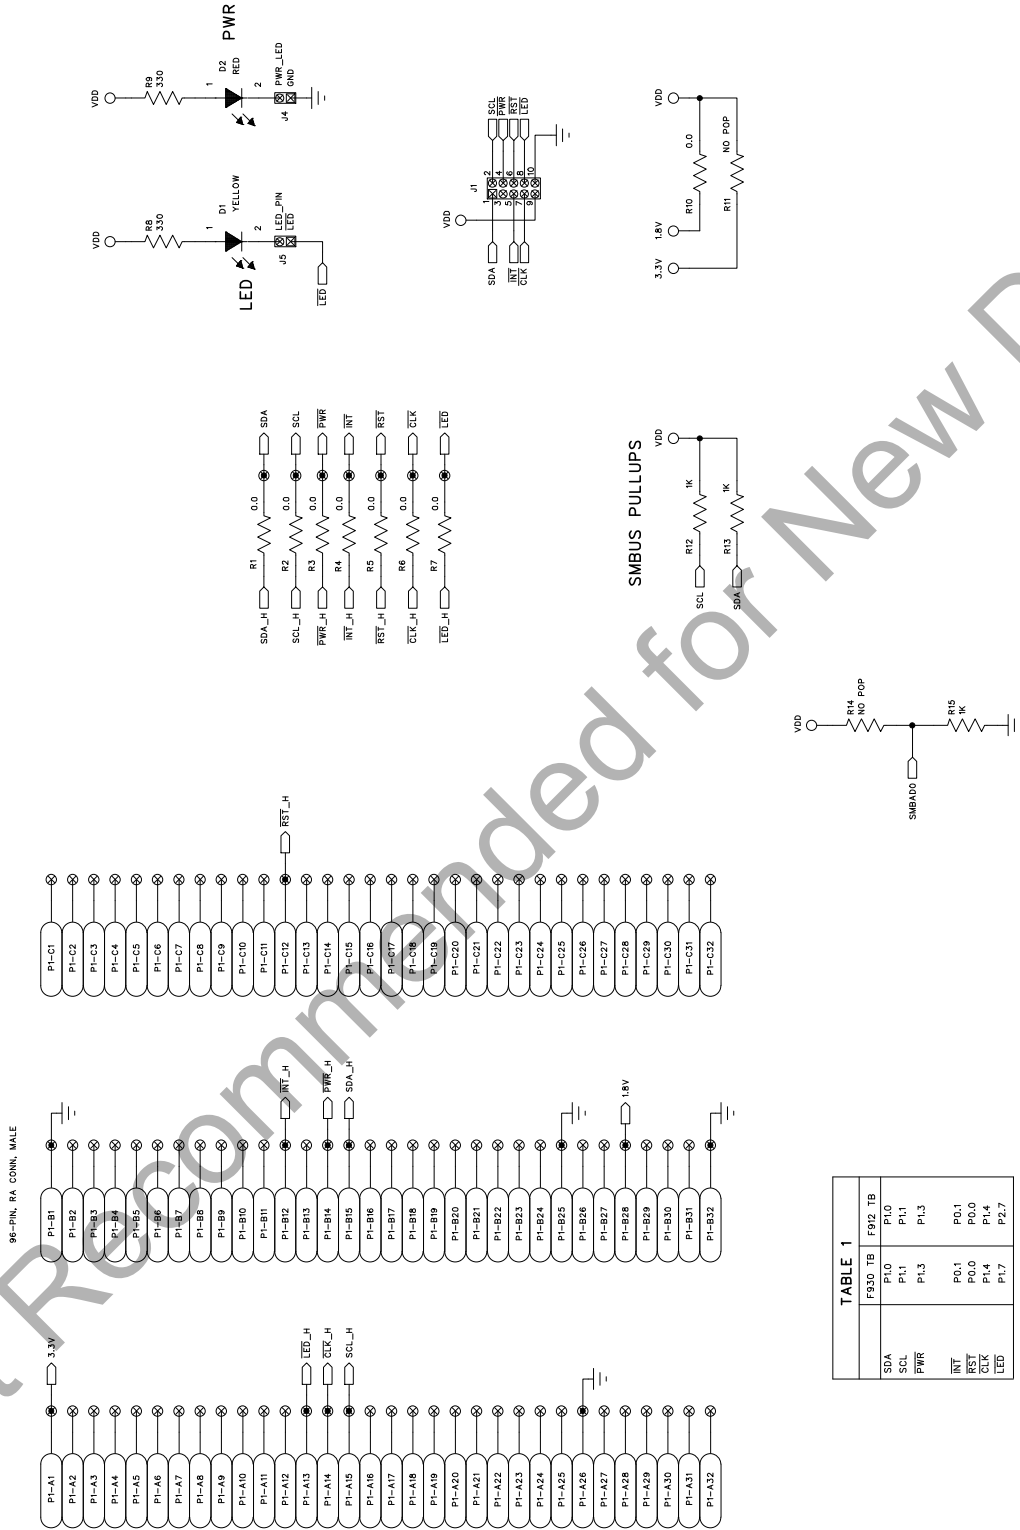 96-PIN, RA CONN, MALE
P1-A1
P1-A2
P1-A3
P1-A4
P1-A5
P1-A6
P1-A7
P1-A8
P1-A9
P1-A10
P1-A11
P1-A12
P1-A13
P1-A14
P1-A15
P1-A16
P1-A17
P1-A18
P1-A19
P1-A20
P1-A21
P1-A22
P1-A23
P1-A24
P1-A25
P1-A26
P1-A27
P1-A28
P1-A29
P1-A30
P1-A31
P1-A32
3.3V
LED_H
CLK_H
SCL_H
P1-B1
P1-B2
P1-B3
P1-B4
P1-B5
P1-B6
P1-B7
P1-B8
P1-B9
P1-B10
P1-B11
P1-B12
P1-B13
P1-B14
P1-B15
P1-B16
P1-B17
P1-B18
P1-B19
P1-B20
P1-B21
P1-B22
P1-B23
P1-B24
P1-B25
P1-B26
P1-B27
P1-B28
P1-B29
P1-B30
P1-B31
P1-B32
INT_H
PWR_H
SDA_H
1.8V
P1-C1
P1-C2
P1-C3
P1-C4
P1-C5
P1-C6
P1-C7
P1-C8
P1-C9
P1-C10
P1-C11
P1-C12
P1-C13
P1-C14
P1-C15
P1-C16
P1-C17
P1-C18
P1-C19
P1-C20
P1-C21
P1-C22
P1-C23
P1-C24
P1-C25
P1-C26
P1-C27
P1-C28
P1-C29
P1-C30
P1-C31
P1-C32
RST_H
SDA_H R1 0.0 SDA
SCL_H R2 0.0 SCL
PWR_H R3 0.0 PWR
INT_H R4 0.0 INT
RST_H R5 0.0 RST
CLK_H R6 0.0 CLK
LED_H R7 0.0 LED
VDD
R8
330
1
D1
YELLOW
2
LED_PIN
LED
J5
LED
LED
VDD
R9
330
1
D2
RED
2
PWR_LED
GND
J4
PWR
VDD
J1
1 2
3 4
5 6
7 8
9 10
SDA
INT
CLK
SCL
PWR
RST
LED
3.3V
1.8V
R10 0.0
R11 NO POP
VDD
SMBUS PULLUPS
SCL R12 1K
SDA R13 1K
VDD
VDD
R14
NO POP
SMBAD0
R15
1K
TABLE 1
F930 TB F912 TB
SDA P1.0 P1.0
SCL P1.1 P1.1
PWR P1.3 P1.3
INT P0.1 P0.1
RST P0.0 P0.0
CLK P1.4 P1.4
LED P1.7 P2.7
Recommended for New